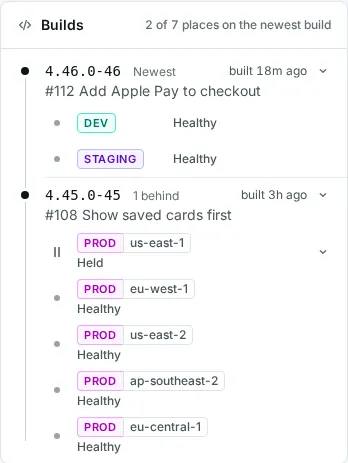 Builds 2 of 7 places on the newest build
4.46.0-46 Newest built 18m ago
#112 Add Apple Pay to checkout
DEV Healthy
STAGING Healthy
4.45.0-45 1 behind built 3h ago
#108 Show saved cards first
PROD us-east-1
Held
PROD eu-west-1
Healthy
PROD us-east-2
Healthy
PROD ap-southeast-2
Healthy
PROD eu-central-1
Healthy